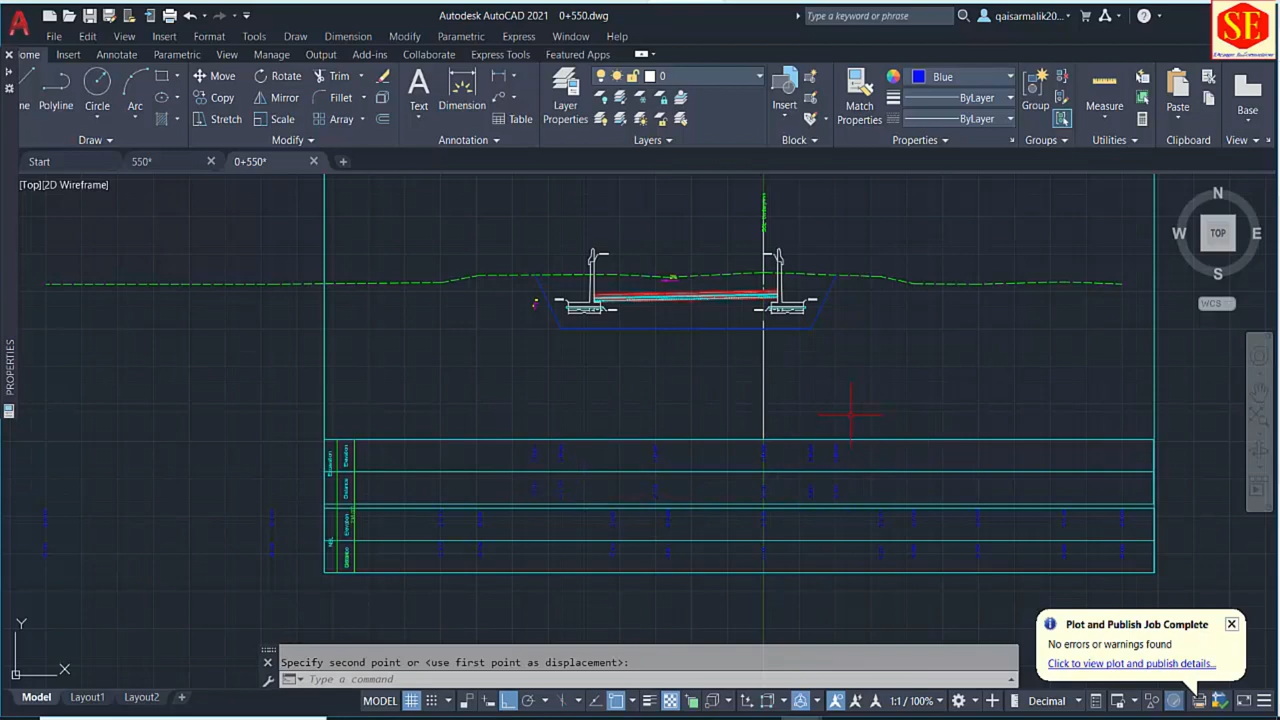 Autodesk AutoCAD 2021 0+550.dwg
Type a keyword or phrase
qaisarmalik20...
SE
File Edit View Insert Format Tools Draw Dimension Modify Parametric Express Window Help
ome Insert Annotate Parametric View Manage Output Add-ins Collaborate Express Tools Featured Apps
ne Polyline Circle Arc
Move Rotate Trim
Copy Mirror Fillet
Stretch Scale Array
Text Dimension Table
Layer Properties
0
Insert
Match Properties
Blue
ByLayer
ByLayer
Group Measure Paste Base
Draw Modify Annotation Layers Block Properties Groups Utilities Clipboard View
Start 550* 0+550*
[Top][2D Wireframe]
N
W TOP E
S
WCS
PROPERTIES
Excavation
Elevation
Distance
NSL
Elevation
Distance
Y
X
Plot and Publish Job Complete
No errors or warnings found
Click to view plot and publish details...
Specify second point or <use first point as displacement>:
Type a command
Model Layout1 Layout2
MODEL
1:1 / 100%
Decimal